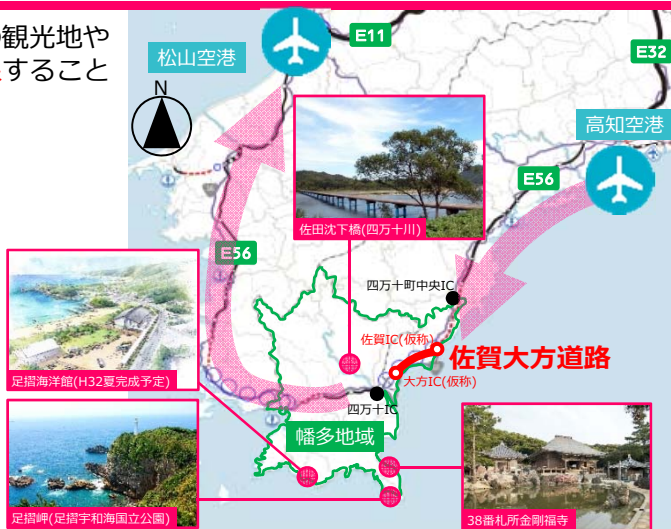 観光地や
すること
E11
E32
松山空港
N
高知空港
E56
佐田沈下橋(四万十川)
E56
四万十町中央IC
佐賀IC(仮称)
佐賀大方道路
大方IC(仮称)
足摺海洋館(H32夏完成予定)
四万十IC
幡多地域
足摺岬(足摺宇和海国立公園)
38番札所金剛福寺